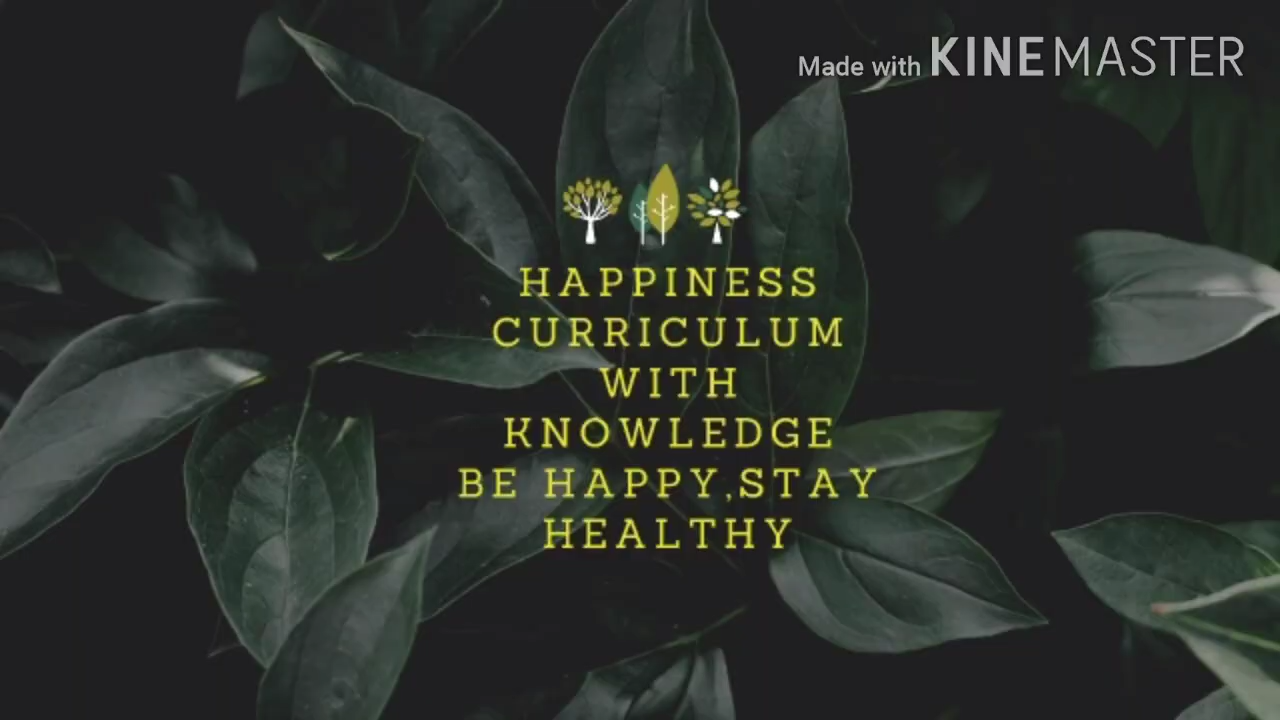 Made with KINEMASTER
HAPPINESS
CURRICULUM
WITH
KNOWLEDGE
BE HAPPY,STAY
HEALTHY